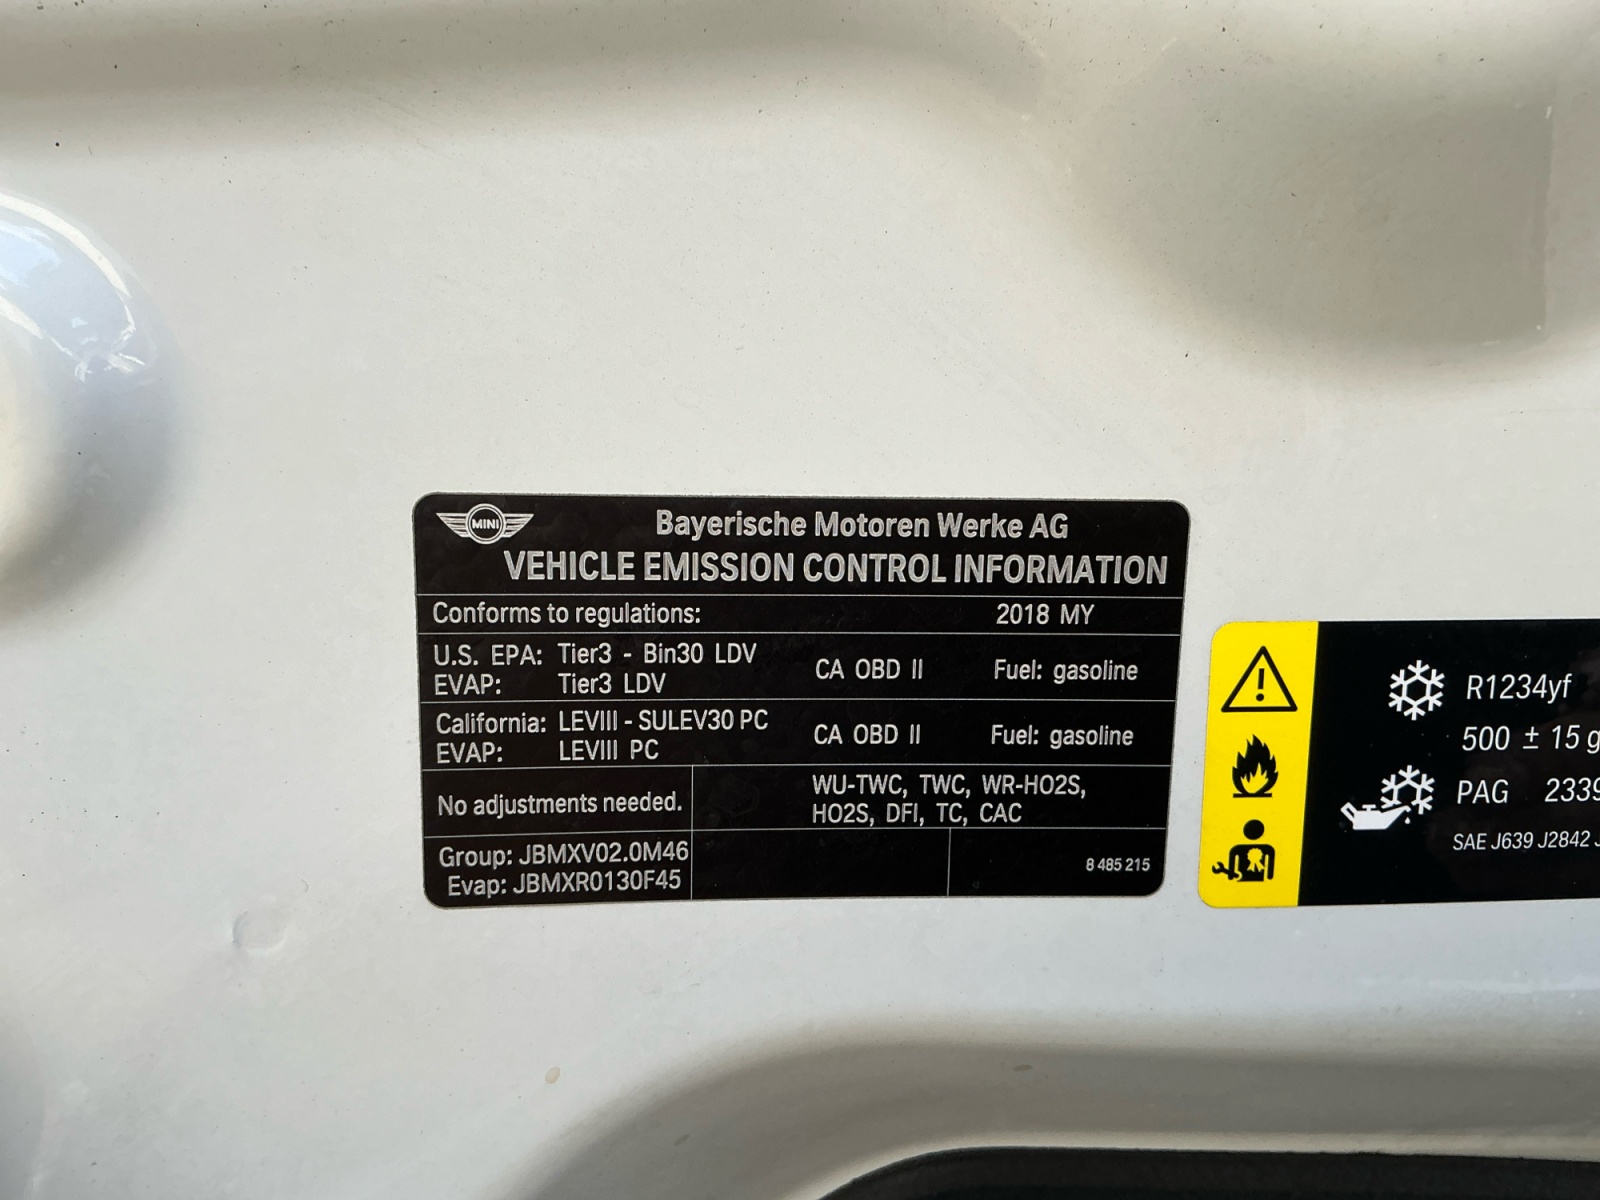 MINI
Bayerische Motoren Werke AG
VEHICLE EMISSION CONTROL INFORMATION
Conforms to regulations: 2018 MY
U.S. EPA: Tier3 - Bin30 LDV
EVAP: Tier3 LDV
CA OBD II Fuel: gasoline
California: LEVIII - SULEV30 PC
EVAP: LEVIII PC
CA OBD II Fuel: gasoline
No adjustments needed.
WU-TWC, TWC, WR-HO2S,
HO2S, DFI, TC, CAC
Group: JBMXV02.0M46
Evap: JBMXR0130F45
8 485 215
R1234yf
500 ± 15 g
PAG 2339
SAE J639 J2842